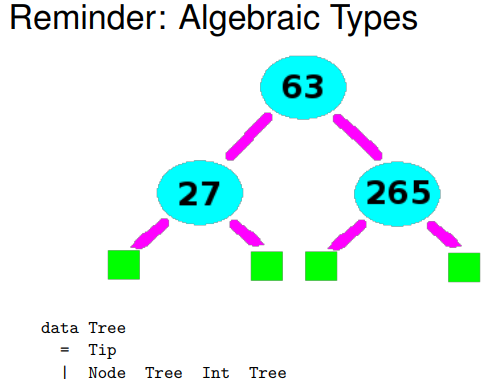 Reminder: Algebraic Types
63
27 265
data Tree
= Tip
| Node Tree Int Tree